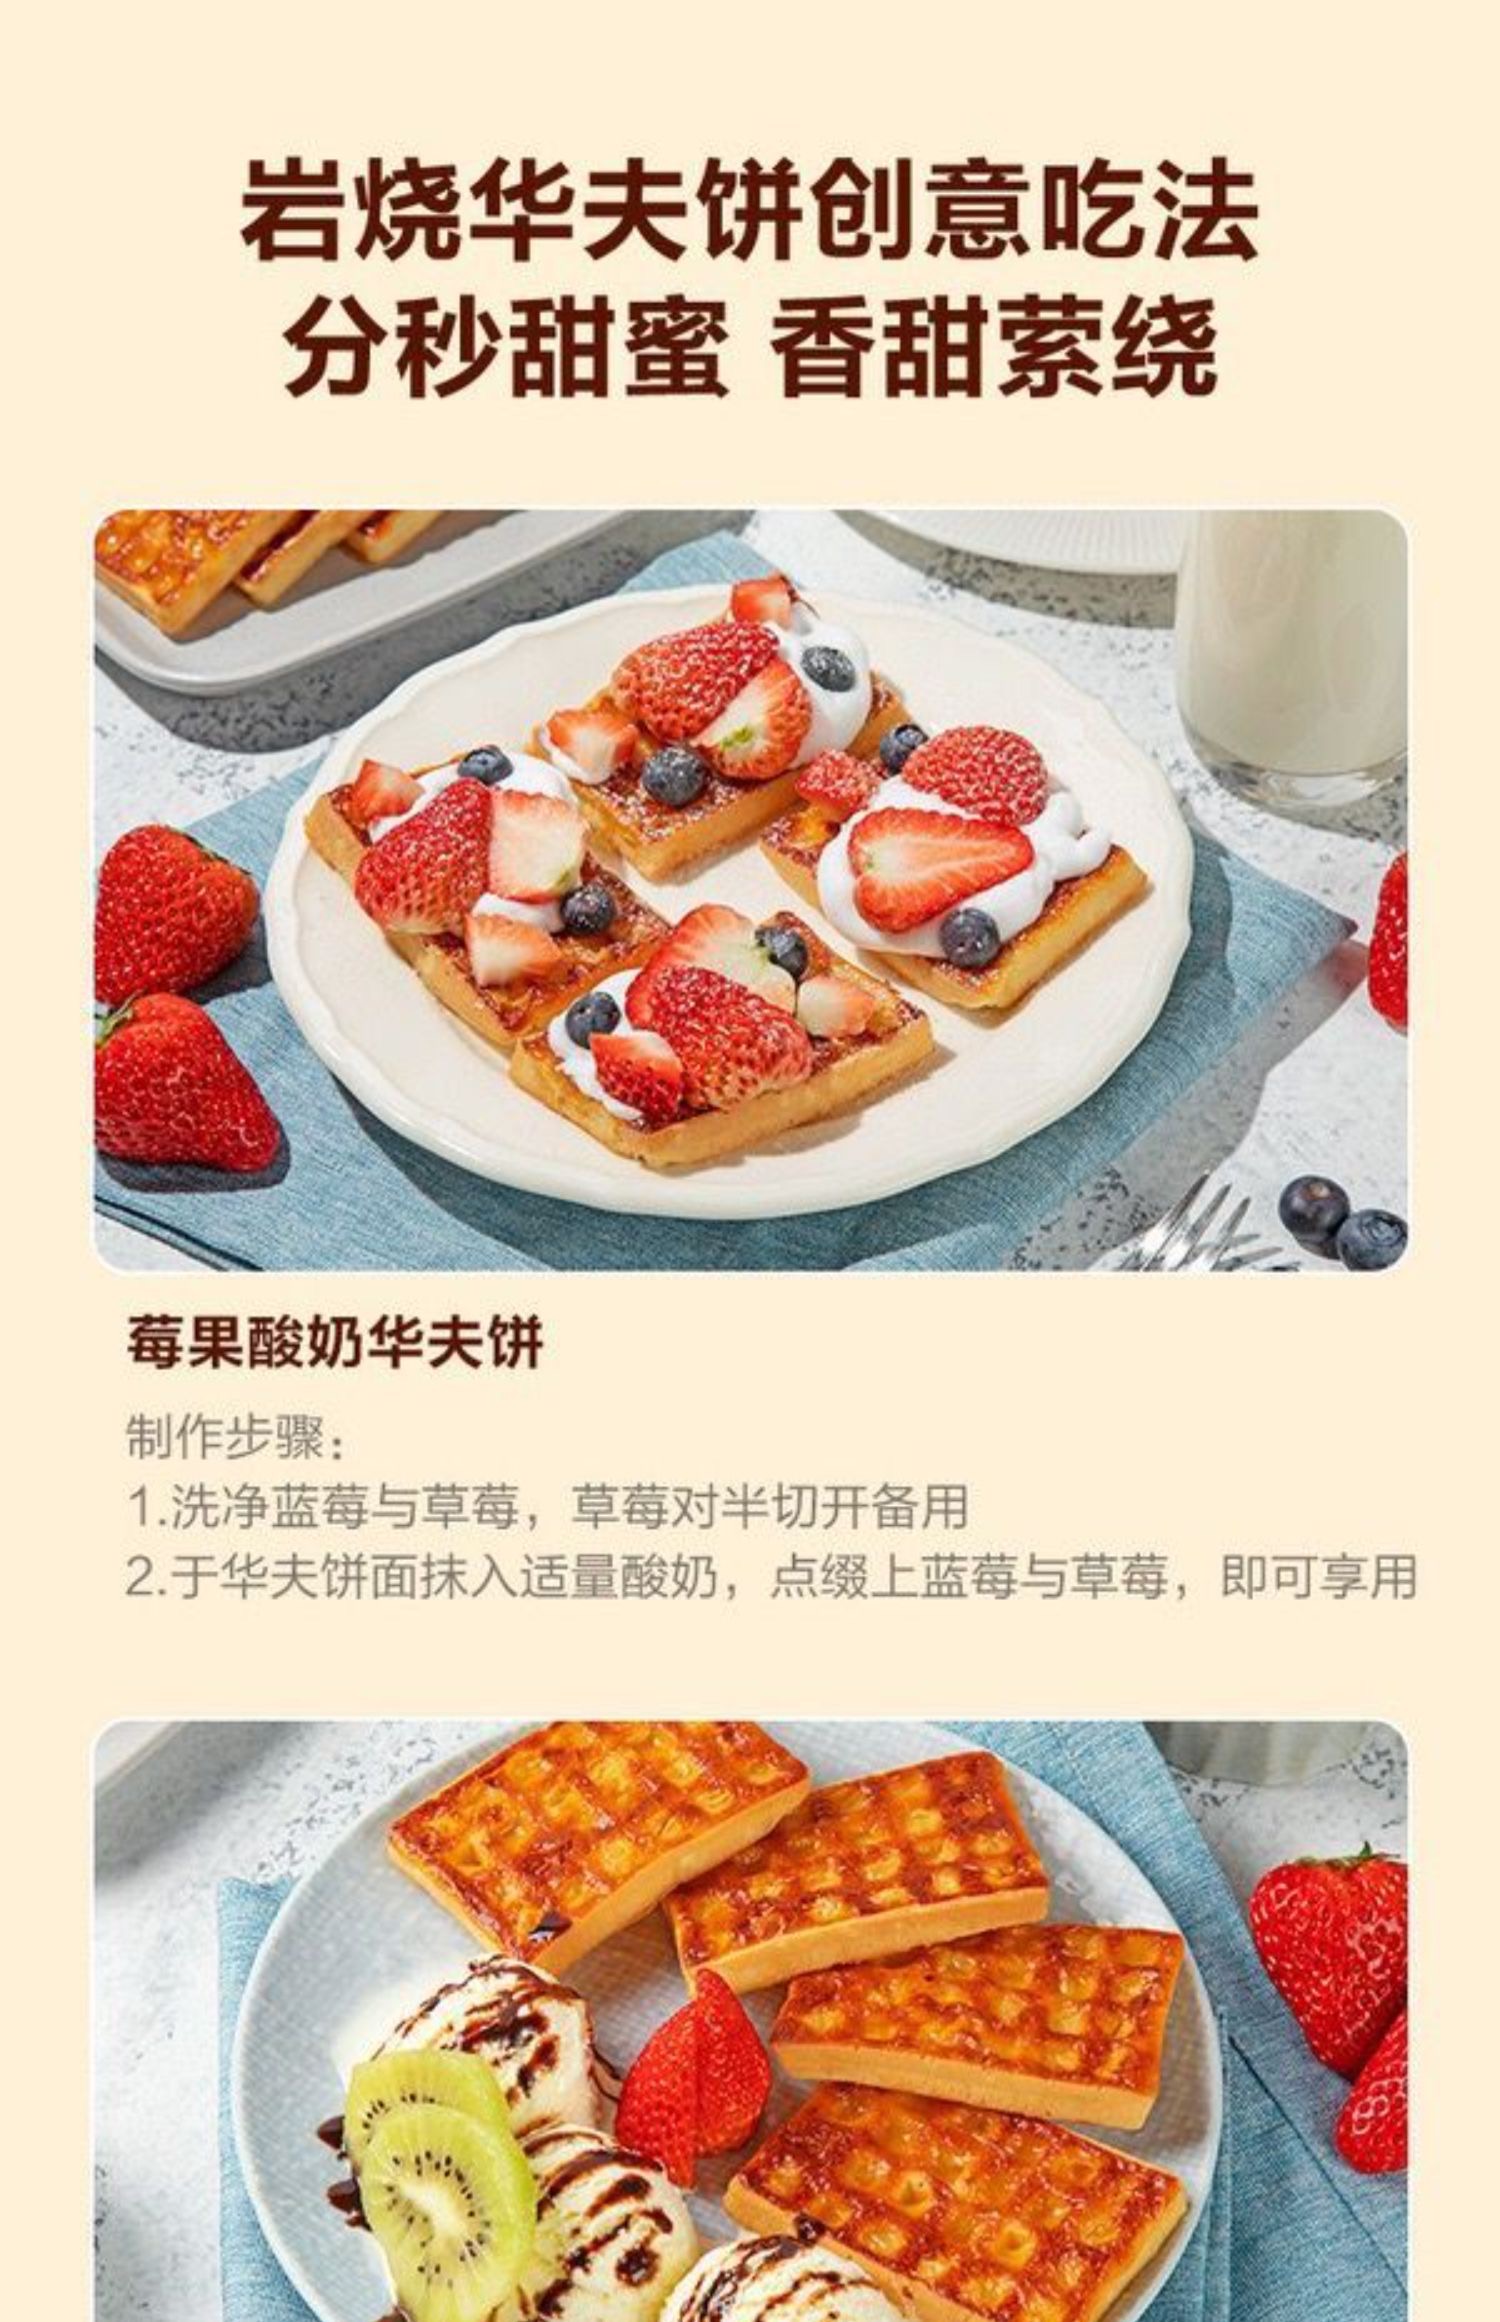 岩烧华夫饼创意吃法
分秒甜蜜 香甜萦绕
莓果酸奶华夫饼
制作步骤：
1.洗净蓝莓与草莓，草莓对半切开备用
2.于华夫饼面抹入适量酸奶，点缀上蓝莓与草莓，即可享用